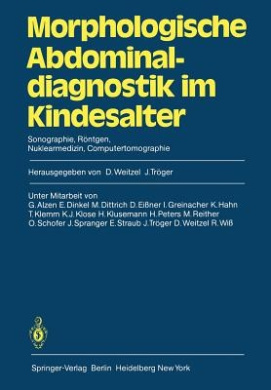 Morphologische
Abdominal-
diagnostik im
Kindesalter
Sonographie, Röntgen,
Nuklearmedizin, Computertomographie
Herausgegeben von D. Weitzel J. Tröger
Unter Mitarbeit von
G. Alzen E. Dinkel M. Dittrich D. Eißner I. Greinacher K. Hahn
T. Klemm K.J. Klose H. Klusemann H. Peters M. Reither
O. Schofer J. Spranger E. Straub J. Tröger D. Weitzel R. Wiß
Springer-Verlag Berlin Heidelberg New York